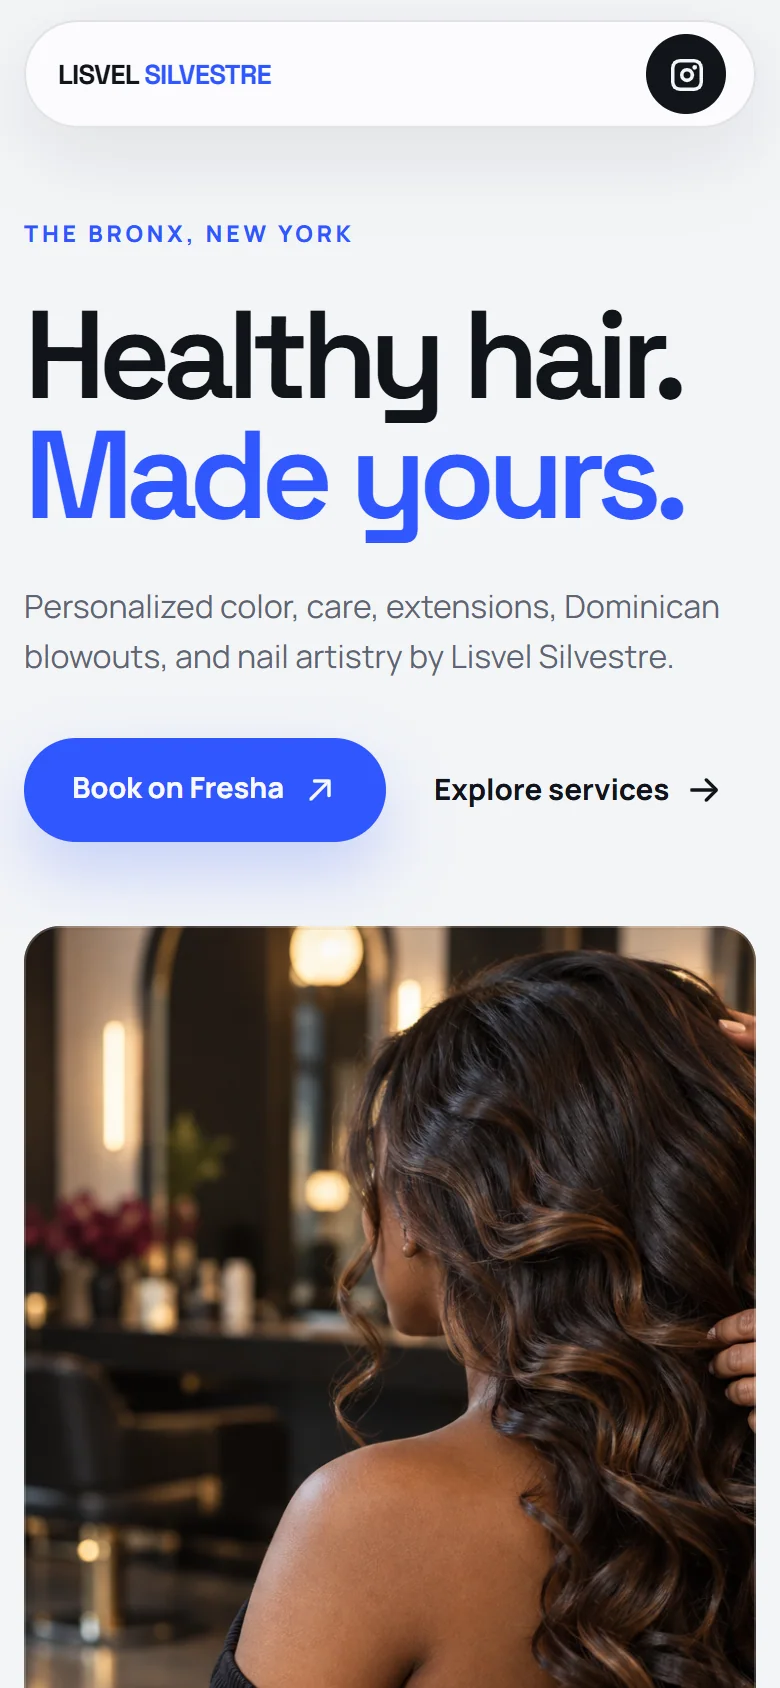 LISVEL SILVESTRE
THE BRONX, NEW YORK
Healthy hair.
Made yours.
Personalized color, care, extensions, Dominican
blowouts, and nail artistry by Lisvel Silvestre.
Book on Fresha
Explore services